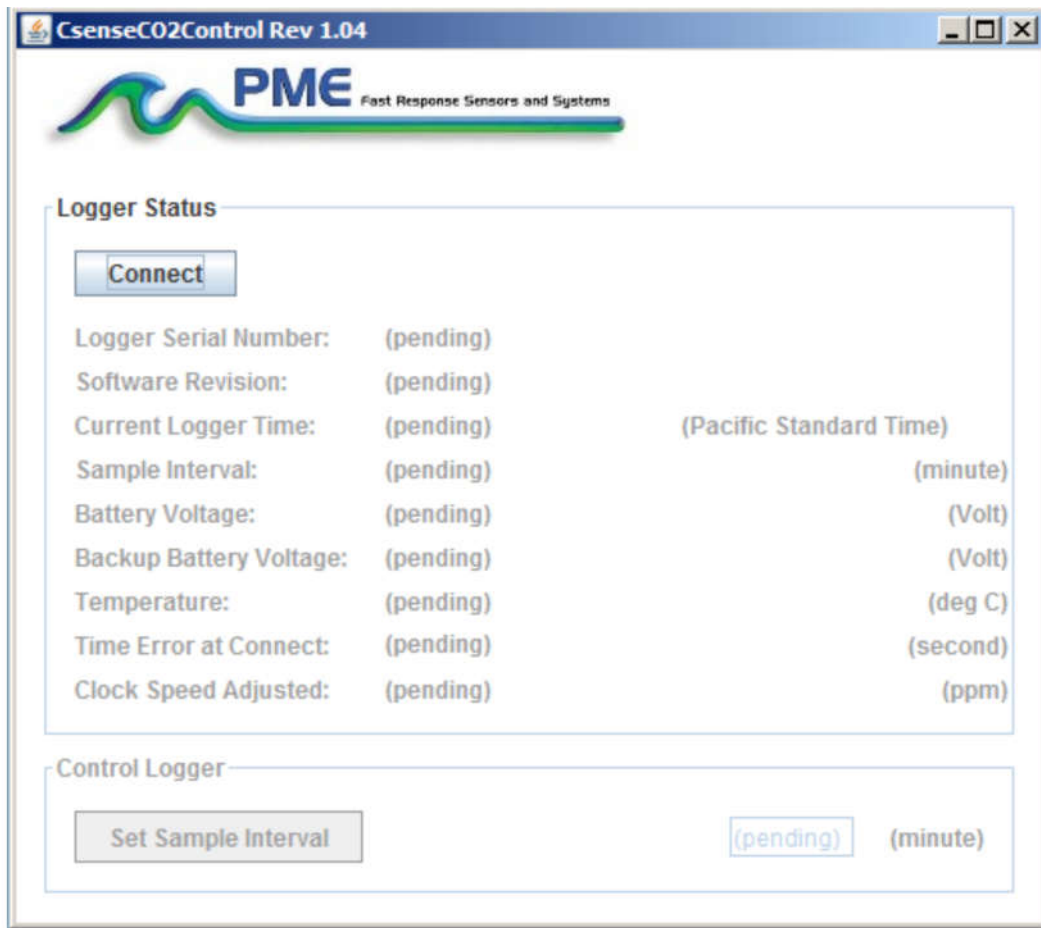 CsenseCO2Control Rev 1.04
PME Fast Response Sensors and Systems
Logger Status
Connect
Logger Serial Number: (pending)
Software Revision: (pending)
Current Logger Time: (pending) (Pacific Standard Time)
Sample Interval: (pending) (minute)
Battery Voltage: (pending) (Volt)
Backup Battery Voltage: (pending) (Volt)
Temperature: (pending) (deg C)
Time Error at Connect: (pending) (second)
Clock Speed Adjusted: (pending) (ppm)
Control Logger
Set Sample Interval (pending) (minute)